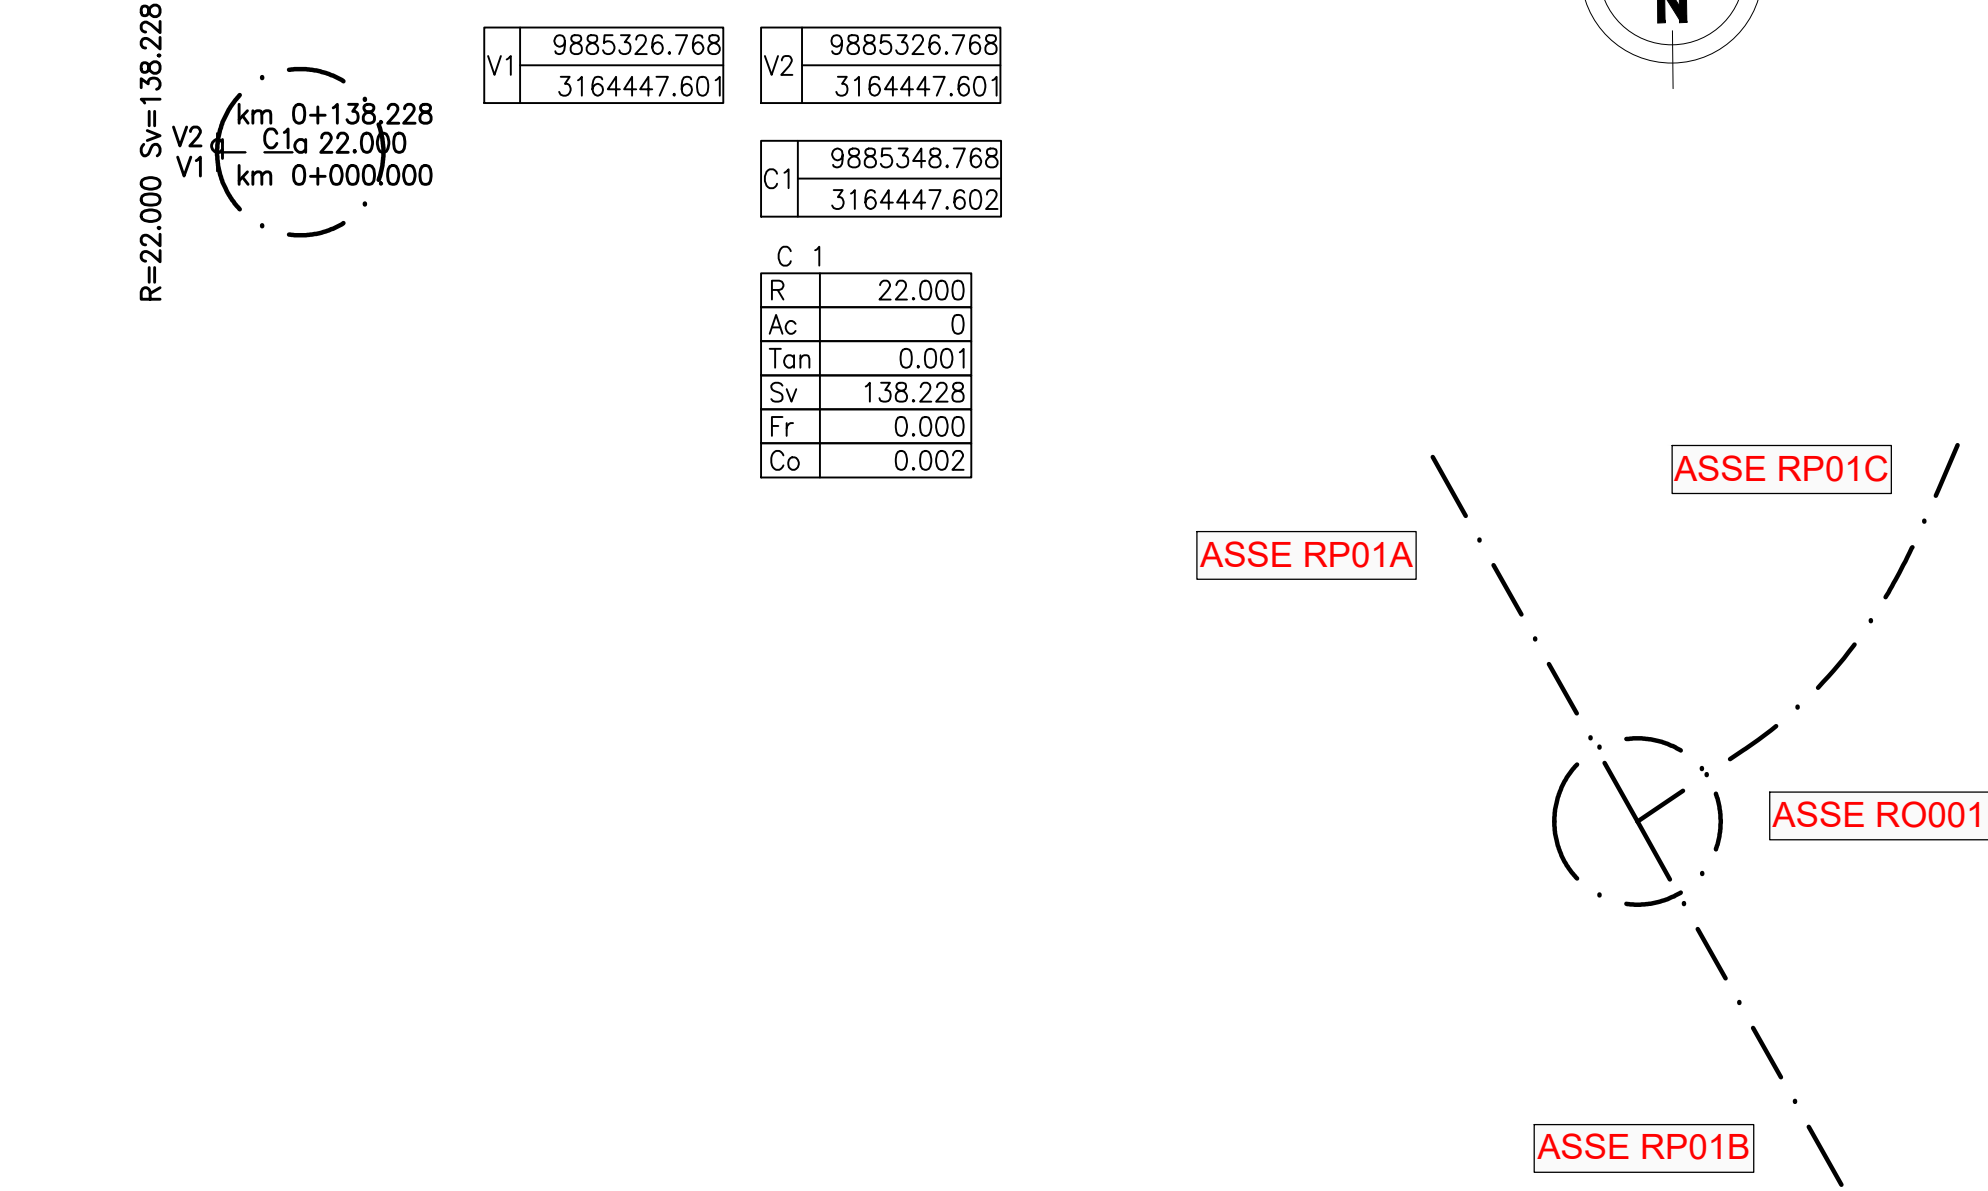 N
R=22.000 Sv=138.228
km 0+138.228
V2
C1
a 22.000
V1
km 0+000.000
V1
9885326.768
3164447.601
V2
9885326.768
3164447.601
C1
9885348.768
3164447.602
C 1
R 22.000
Ac 0
Tan 0.001
Sv 138.228
Fr 0.000
Co 0.002
ASSE RP01C
ASSE RP01A
ASSE RO001
ASSE RP01B